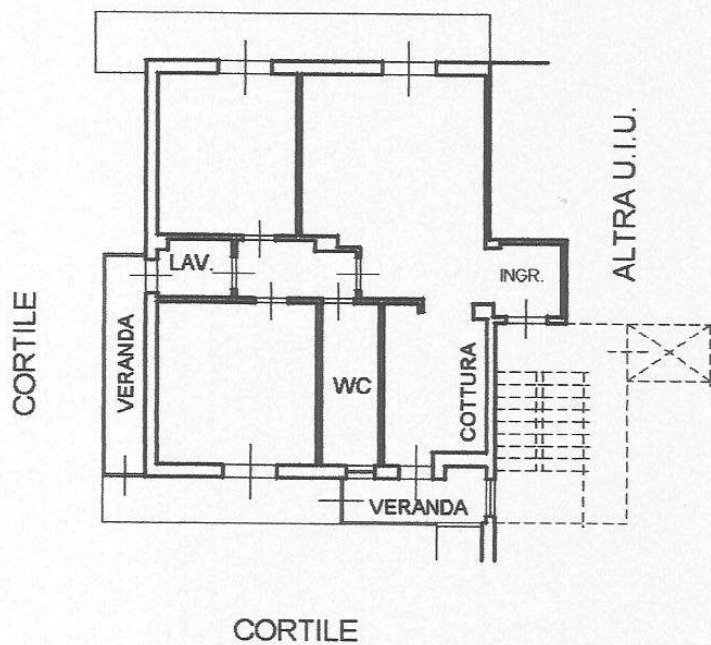 ALTRA U.I.U.
LAV.
INGR.
CORTILE
VERANDA
WC
COTTURA
VERANDA
CORTILE